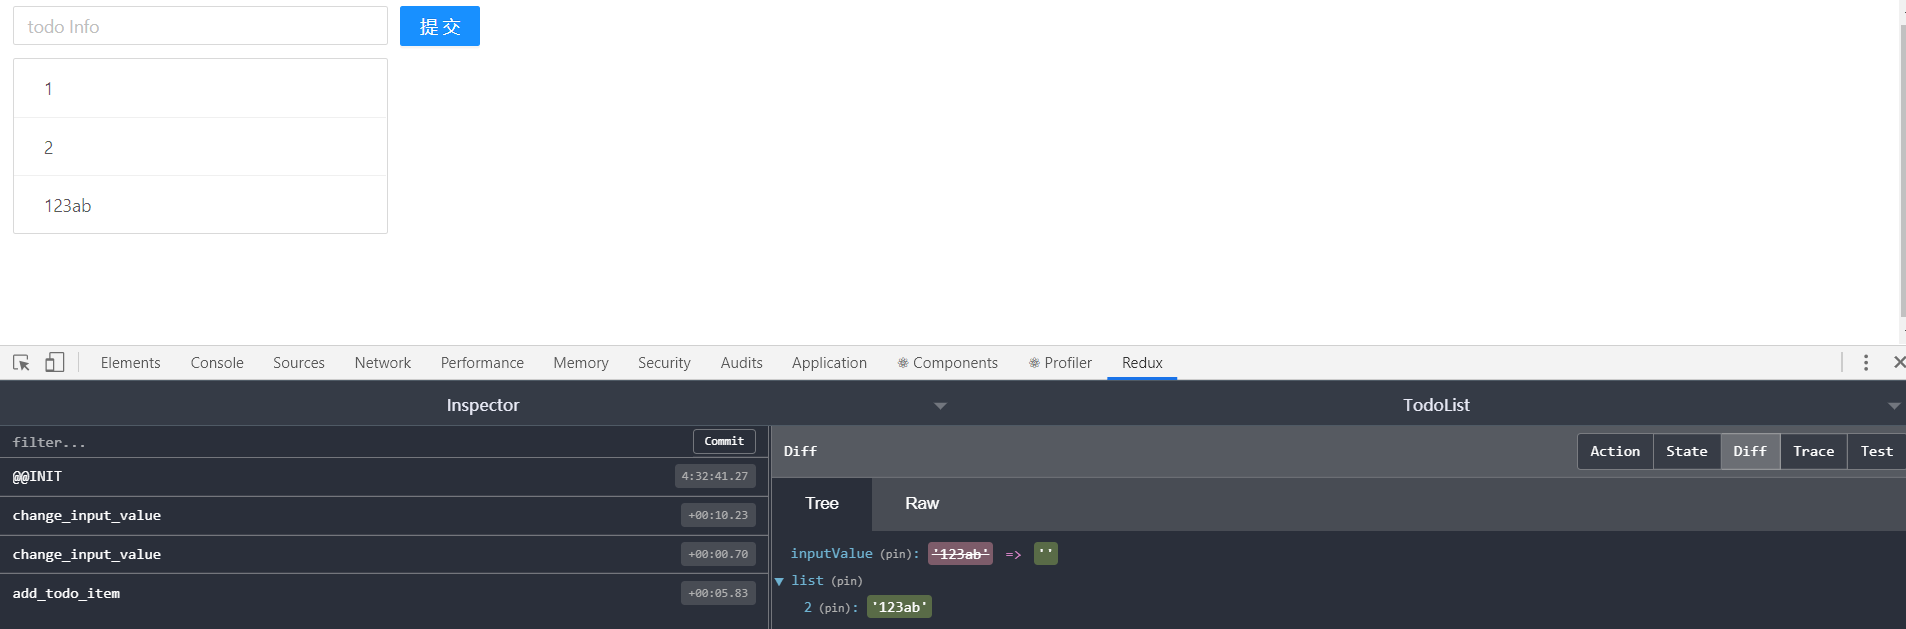 todo Info 提 交
1
2
123ab
Elements Console Sources Network Performance Memory Security Audits Application Components Profiler Redux
Inspector TodoList
filter... Commit
@@INIT 4:32:41.27
change_input_value +00:10.23
change_input_value +00:00.70
add_todo_item +00:05.83
Diff Action State Diff Trace Test
Tree Raw
inputValue (pin): '123ab' => ''
list (pin)
2 (pin): '123ab'